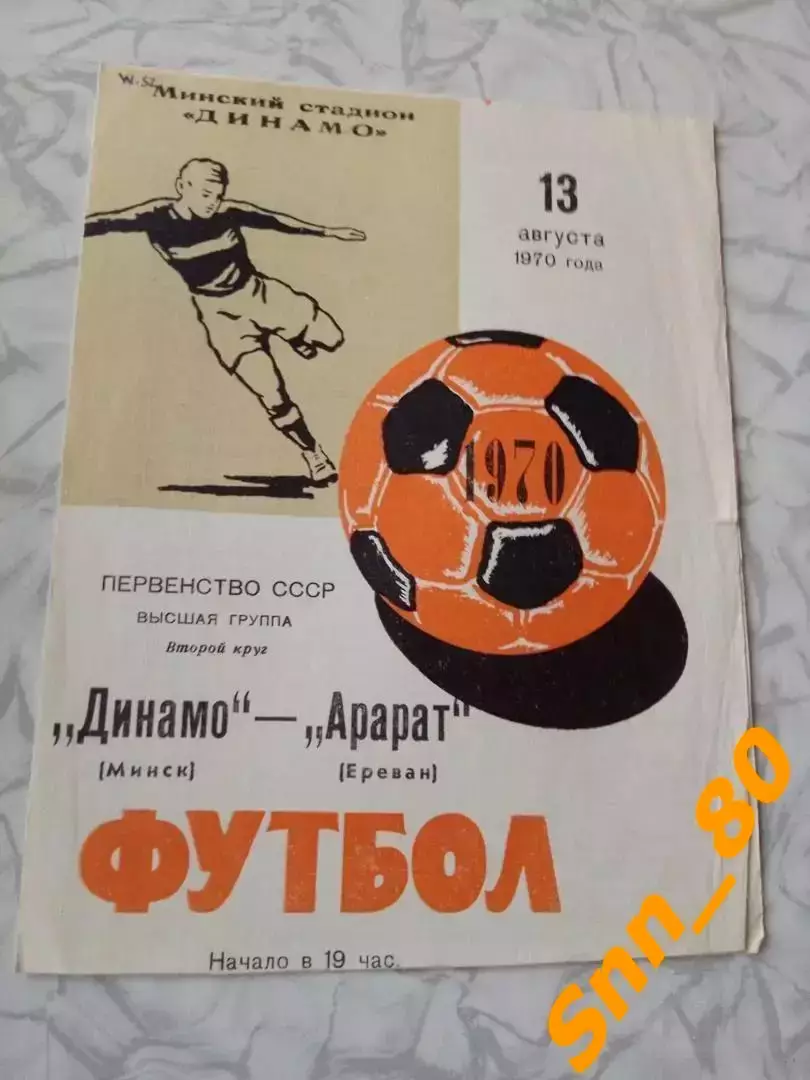 W-52
Минский стадион
«ДИНАМО»
13
августа
1970 года
1970
ПЕРВЕНСТВО СССР
ВЫСШАЯ ГРУППА
Второй круг
„Динамо“ — „Арарат“
(Минск) (Ереван)
ФУТБОЛ
Начало в 19 час.
Snn_80